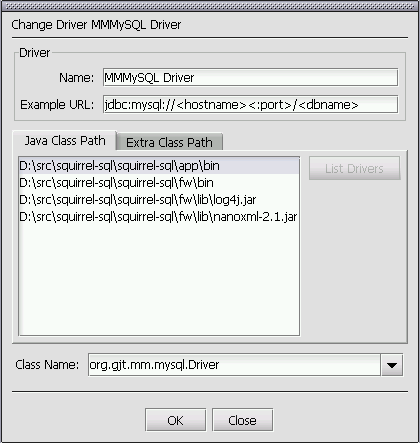 Change Driver MMMySQL Driver
Driver
Name: MMMySQL Driver
Example URL: jdbc:mysql://<hostname><:port>/<dbname>
Java Class Path Extra Class Path
D:\src\squirrel-sql\squirrel-sql\app\bin
List Drivers
D:\src\squirrel-sql\squirrel-sql\fw\bin
D:\src\squirrel-sql\squirrel-sql\fw\lib\log4j.jar
D:\src\squirrel-sql\squirrel-sql\fw\lib\nanoxml-2.1.jar
Class Name: org.gjt.mm.mysql.Driver
OK Close